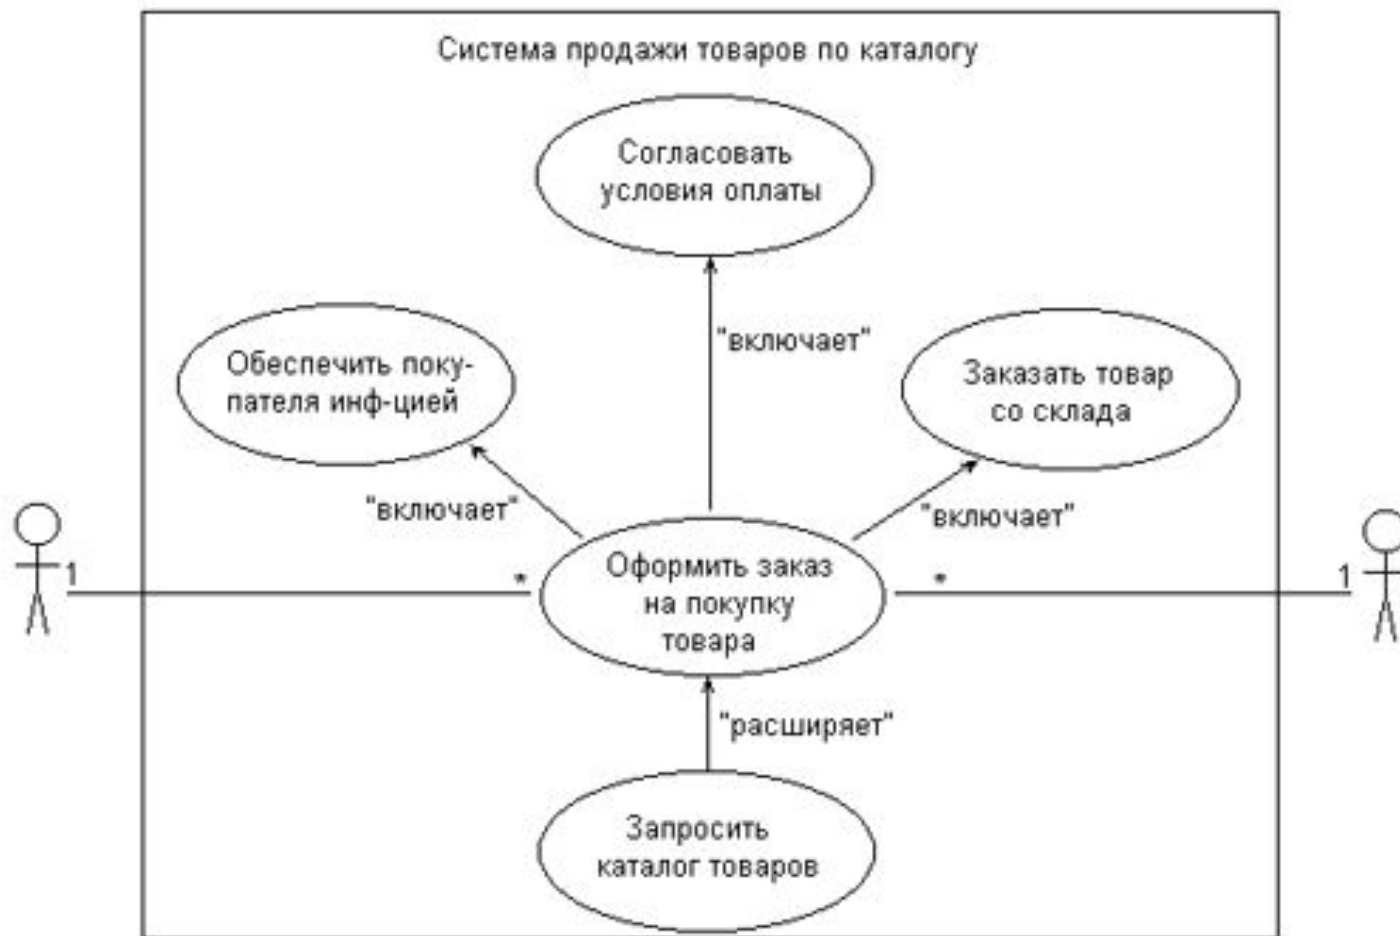 Система продажи товаров по каталогу
Согласовать
условия оплаты
"включает"
Обеспечить поку-
пателя инф-цией
Заказать товар
со склада
"включает"
"включает"
1
*
Оформить заказ
на покупку
товара
*
1
"расширяет"
Запросить
каталог товаров